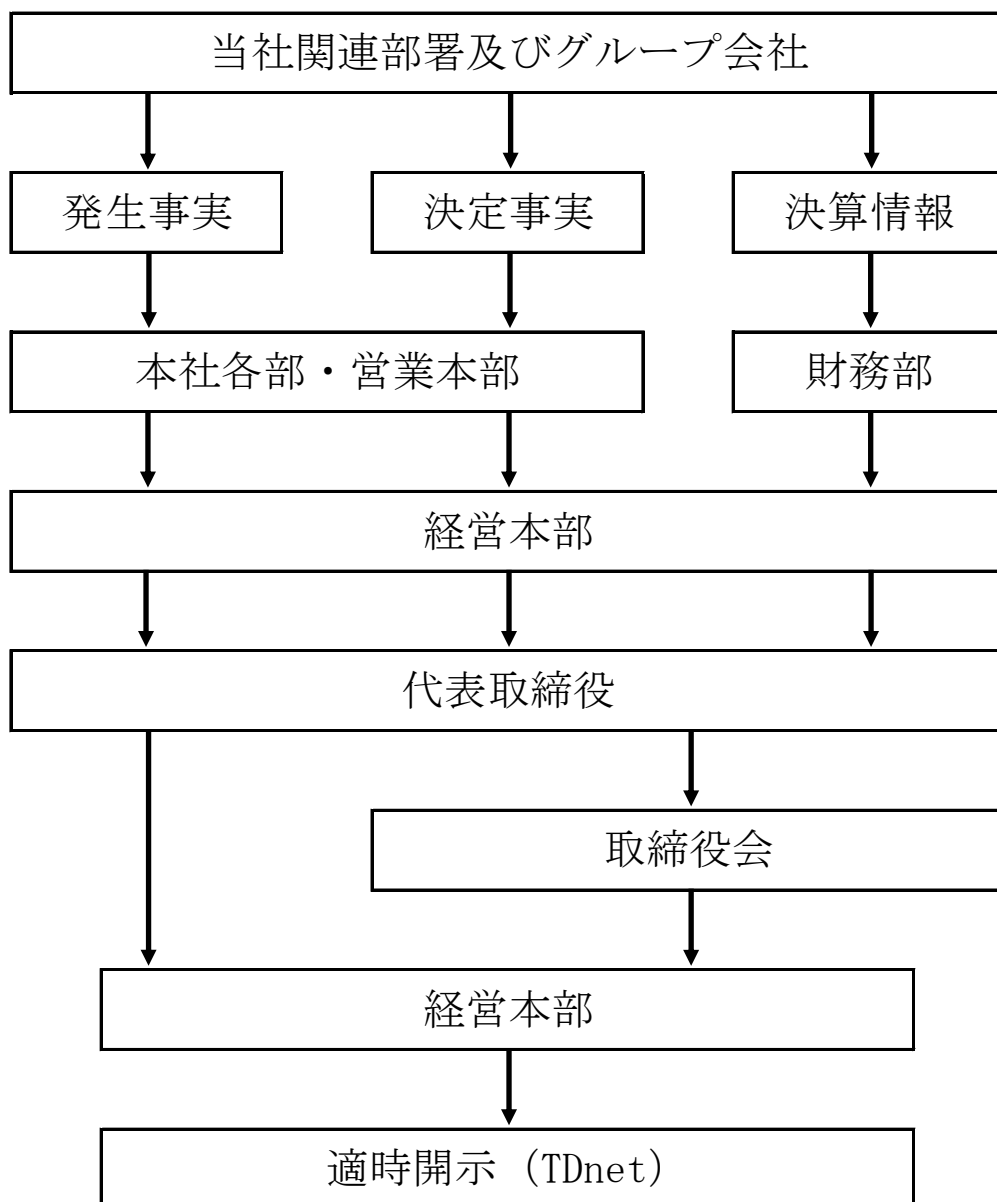 当社関連部署及びグループ会社
発生事実
決定事実
決算情報
本社各部・営業本部
財務部
経営本部
代表取締役
取締役会
経営本部
適時開示（TDnet）